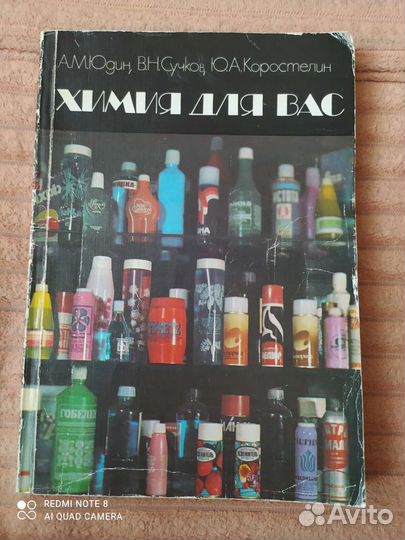 А.М.Юдин, В.Н.Сучков, Ю.А.Коростелин
ХИМИЯ ДЛЯ ВАС
ГОБЕЛЕН
REDMI NOTE 8
AI QUAD CAMERA
Avito